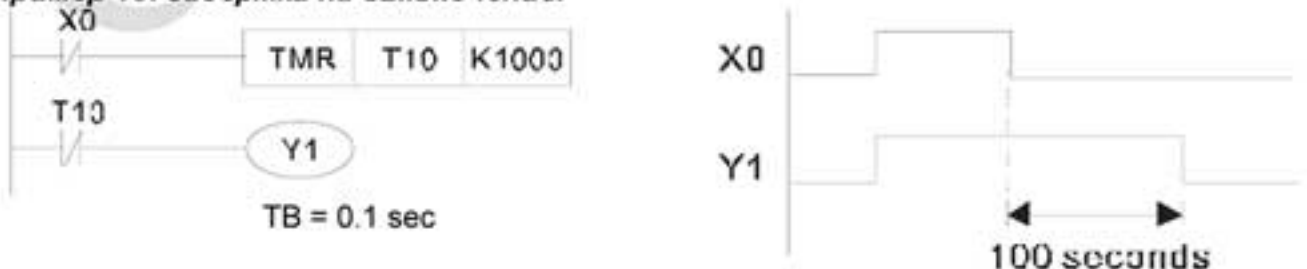 X0
TMR T10 K1000
T10
Y1
TB = 0.1 sec
X0
Y1
100 seconds